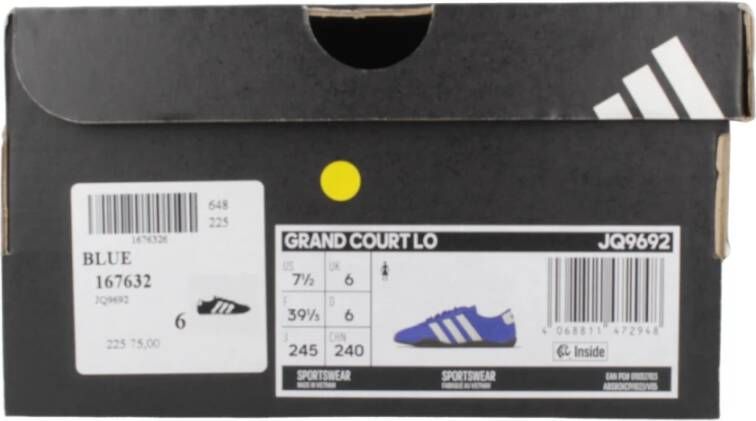 1676326
648
225
BLUE
167632
JQ9692
6
225 75,00
GRAND COURT LO JQ9692
US 7½ UK 6
F 39⅓ D 6
J 245 CHN 240
4 068811 472948
Inside
SPORTSWEAR
MADE IN VIETNAM
SPORTSWEAR
FABRIQUÉ AU VIETNAM